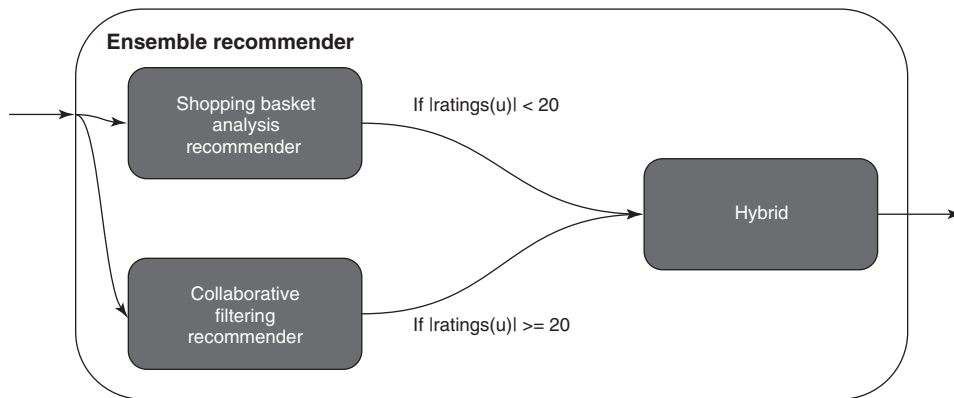 Ensemble recommender
Shopping basket
analysis
recommender
If |ratings(u)| < 20
Hybrid
Collaborative
filtering
recommender
If |ratings(u)| >= 20